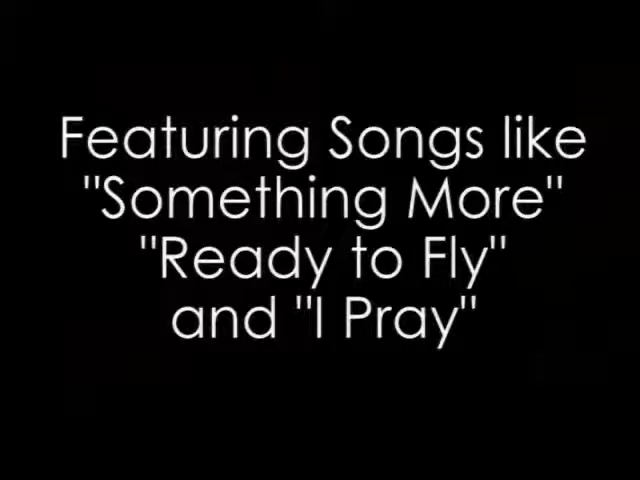 Featuring Songs like
"Something More"
"Ready to Fly"
and "I Pray"